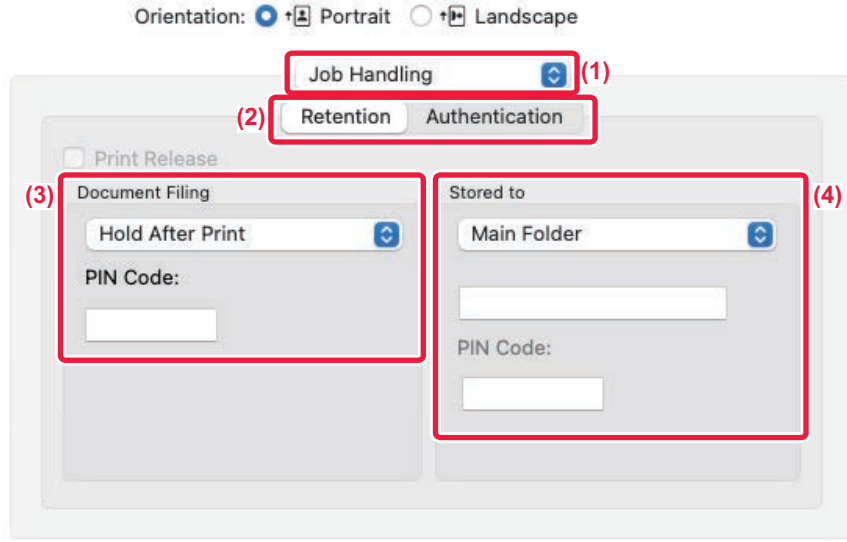 Orientation: Portrait Landscape
Job Handling (1)
(2) Retention Authentication
Print Release
(3) Document Filing
Hold After Print
PIN Code:
Stored to (4)
Main Folder
PIN Code: